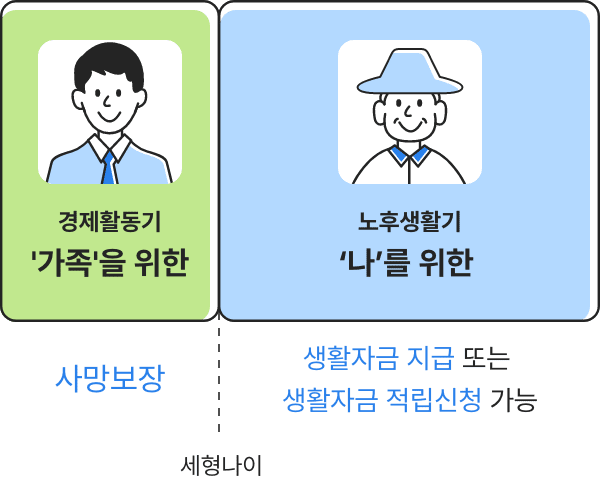 경제활동기
'가족'을 위한
노후생활기
‘나’를 위한
사망보장
생활자금 지급 또는
생활자금 적립신청 가능
세형나이